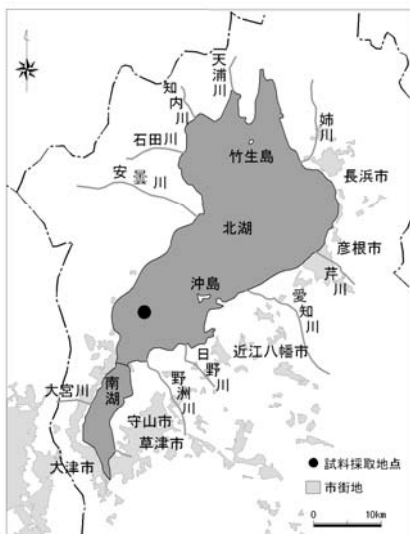 天浦川
知内川
石田川
姉川
竹生島
安曇川
長浜市
北湖
彦根市
芹川
沖島
愛知川
近江八幡市
日野川
野洲川
大宮川
南湖
守山市
草津市
大津市
試料採取地点
市街地
0 10km